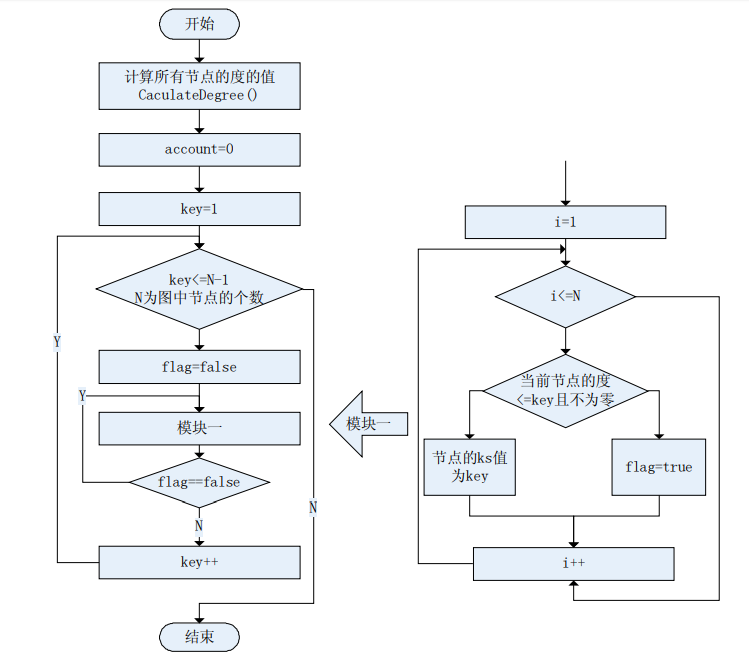 开始
计算所有节点的度的值
CaculateDegree()
account=0
key=1
key<=N-1
N为图中节点的个数
Y
flag=false
Y
模块一
flag==false
N
N
key++
结束
模块一
i=1
i<=N
当前节点的度
<=key且不为零
节点的ks值
为key
flag=true
i++